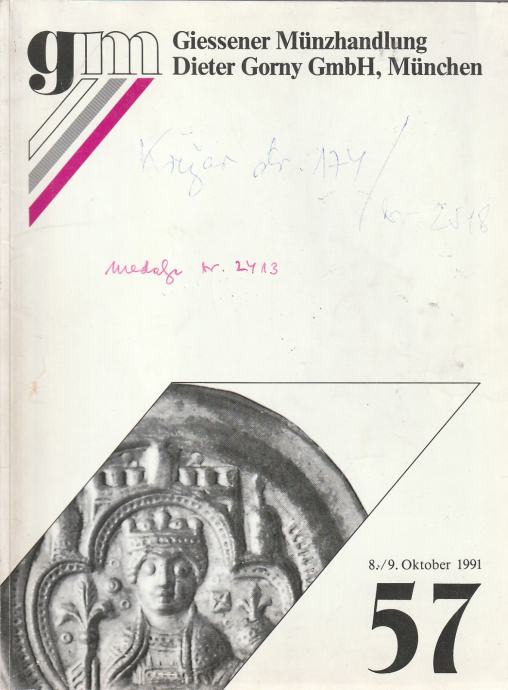 gm
Giessener Münzhandlung
Dieter Gorny GmbH, München
Križar str. 174 / str. 2518
medalje str. 2413
8./9. Oktober 1991
57